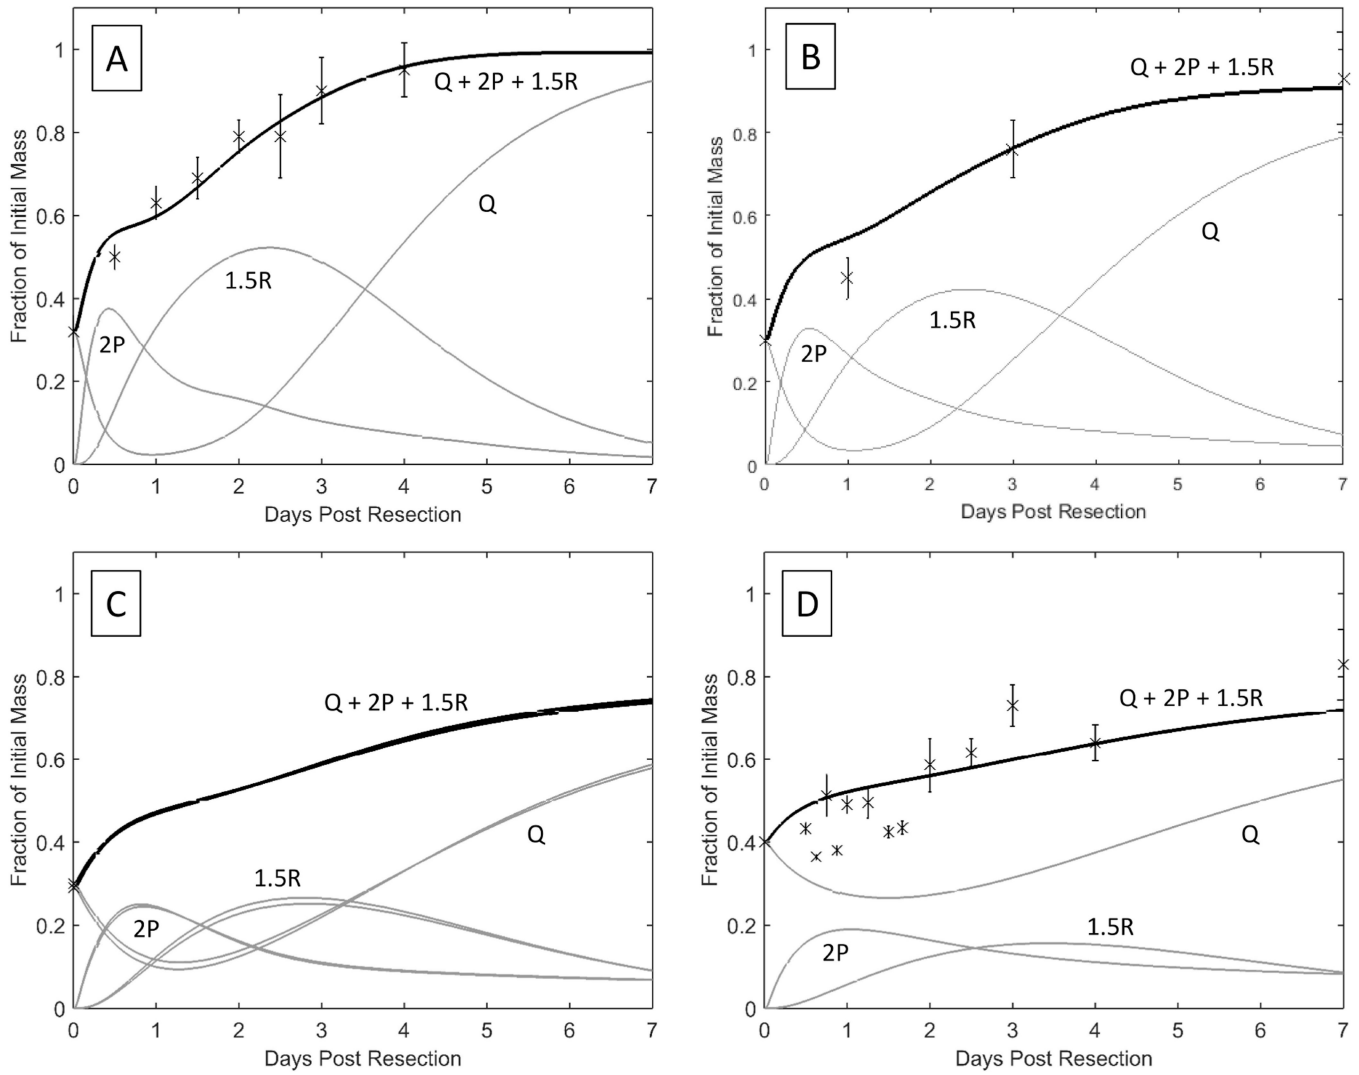 A
Q + 2P + 1.5R
Q
1.5R
2P
Fraction of Initial Mass
1
0.8
0.6
0.4
0.2
0
0 1 2 3 4 5 6 7
Days Post Resection
B
Q + 2P + 1.5R
Q
1.5R
2P
Fraction of Initial Mass
1
0.8
0.6
0.4
0.2
0
0 1 2 3 4 5 6 7
Days Post Resection
C
Q + 2P + 1.5R
Q
1.5R
2P
Fraction of Initial Mass
1
0.8
0.6
0.4
0.2
0
0 1 2 3 4 5 6 7
Days Post Resection
D
Q + 2P + 1.5R
Q
1.5R
2P
Fraction of Initial Mass
1
0.8
0.6
0.4
0.2
0
0 1 2 3 4 5 6 7
Days Post Resection